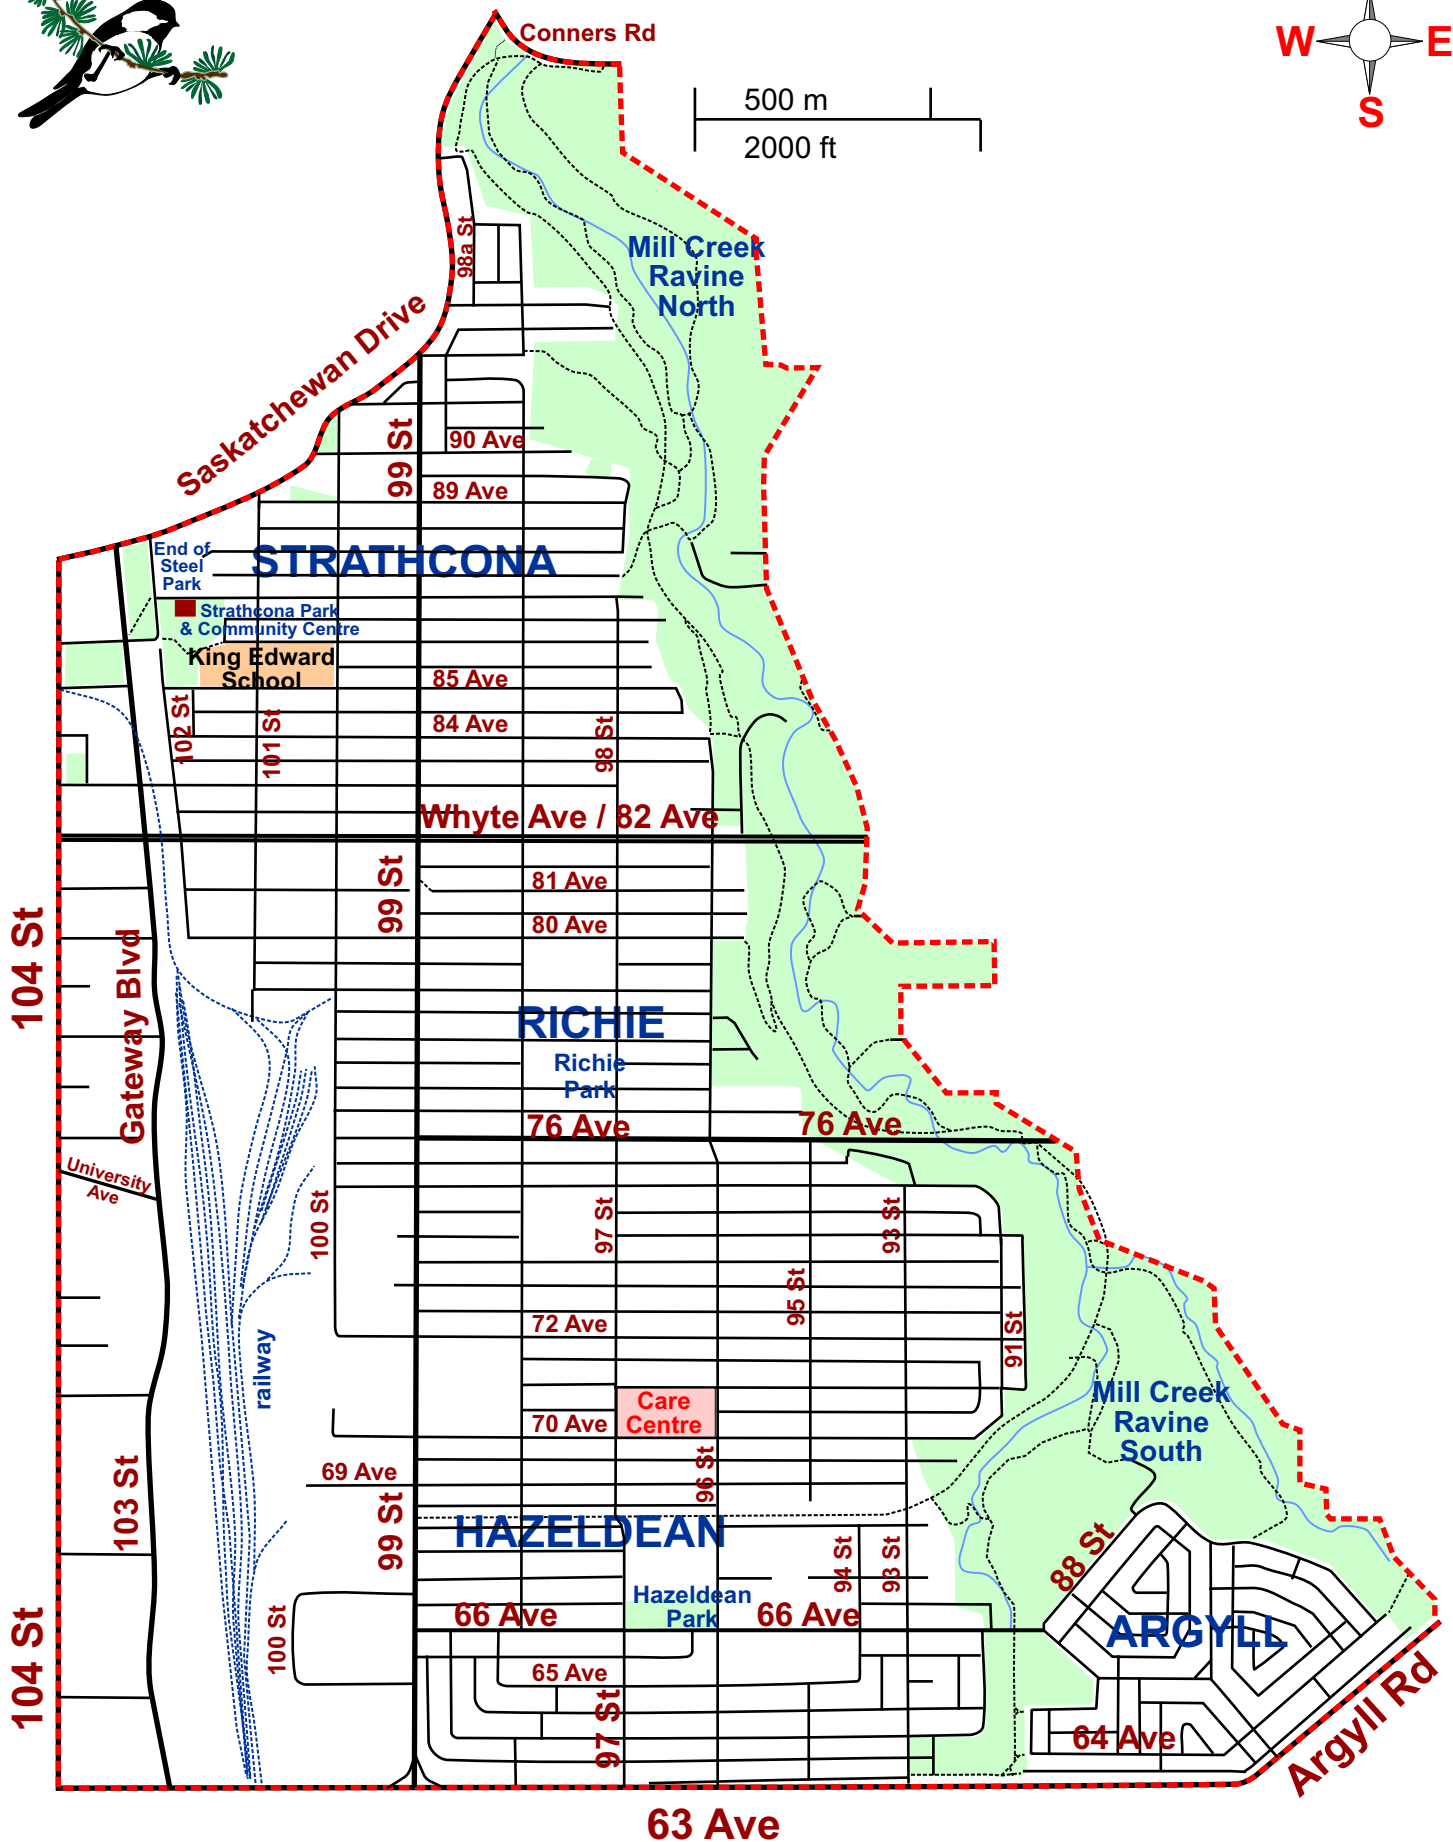 Conners Rd
W
E
S
500 m
2000 ft
98a St
Mill Creek
Ravine
North
Saskatchewan Drive
99 St
90 Ave
89 Ave
End of
Steel
Park
STRATHCONA
Strathcona Park
& Community Centre
King Edward
School
85 Ave
102 St
101 St
84 Ave
98 St
Whyte Ave / 82 Ave
99 St
81 Ave
80 Ave
104 St
Gateway Blvd
RICHIE
Richie
Park
76 Ave
76 Ave
University
Ave
100 St
97 St
93 St
95 St
72 Ave
91 St
railway
Care
Centre
70 Ave
Mill Creek
Ravine
South
69 Ave
96 St
103 St
99 St
HAZELDEAN
94 St
93 St
88 St
Hazeldean
Park
66 Ave
66 Ave
100 St
104 St
ARGYLL
65 Ave
97 St
64 Ave
Argyll Rd
63 Ave